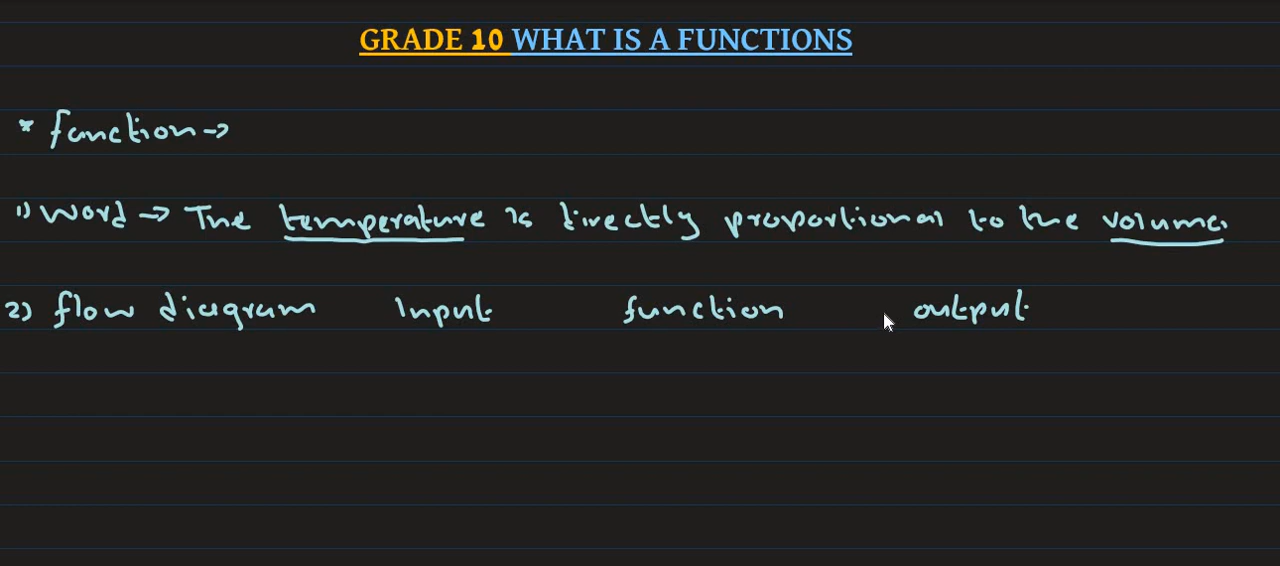 GRADE 10 WHAT IS A FUNCTIONS
* function →
1) Word → The temperature is directly proportional to the volume.
2) flow diagram Input function output